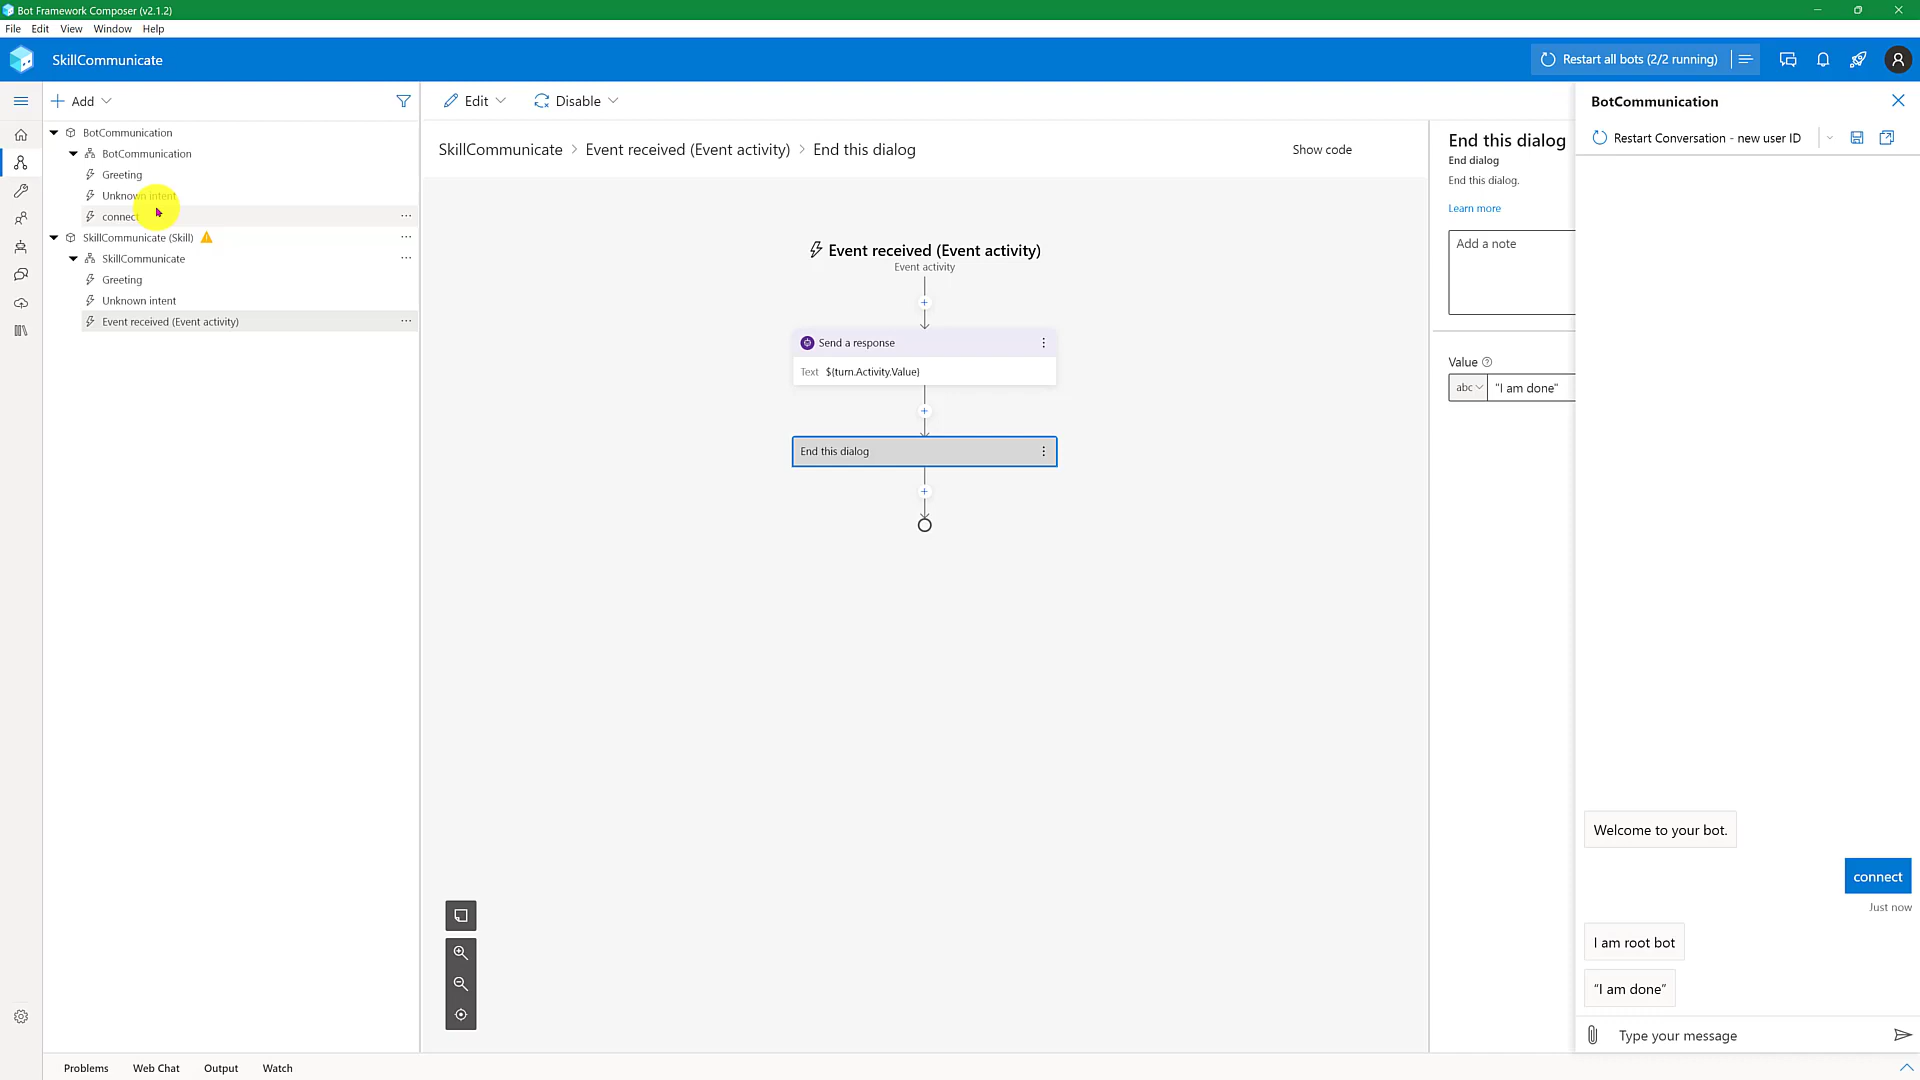 Bot Framework Composer (v2.1.2)
File Edit View Window Help
SkillCommunicate
Restart all bots (2/2 running)
Add
Edit
Disable
BotCommunication
BotCommunication
Greeting
Unknown intent
connect
SkillCommunicate (Skill)
SkillCommunicate
Greeting
Unknown intent
Event received (Event activity)
SkillCommunicate > Event received (Event activity) > End this dialog
Show code
Event received (Event activity)
Event activity
Send a response
Text ${turn.Activity.Value}
End this dialog
End this dialog
End dialog
End this dialog.
Learn more
Add a note
Value
abc "I am done"
BotCommunication
Restart Conversation - new user ID
Welcome to your bot.
connect
Just now
I am root bot
"I am done"
Type your message
Problems Web Chat Output Watch